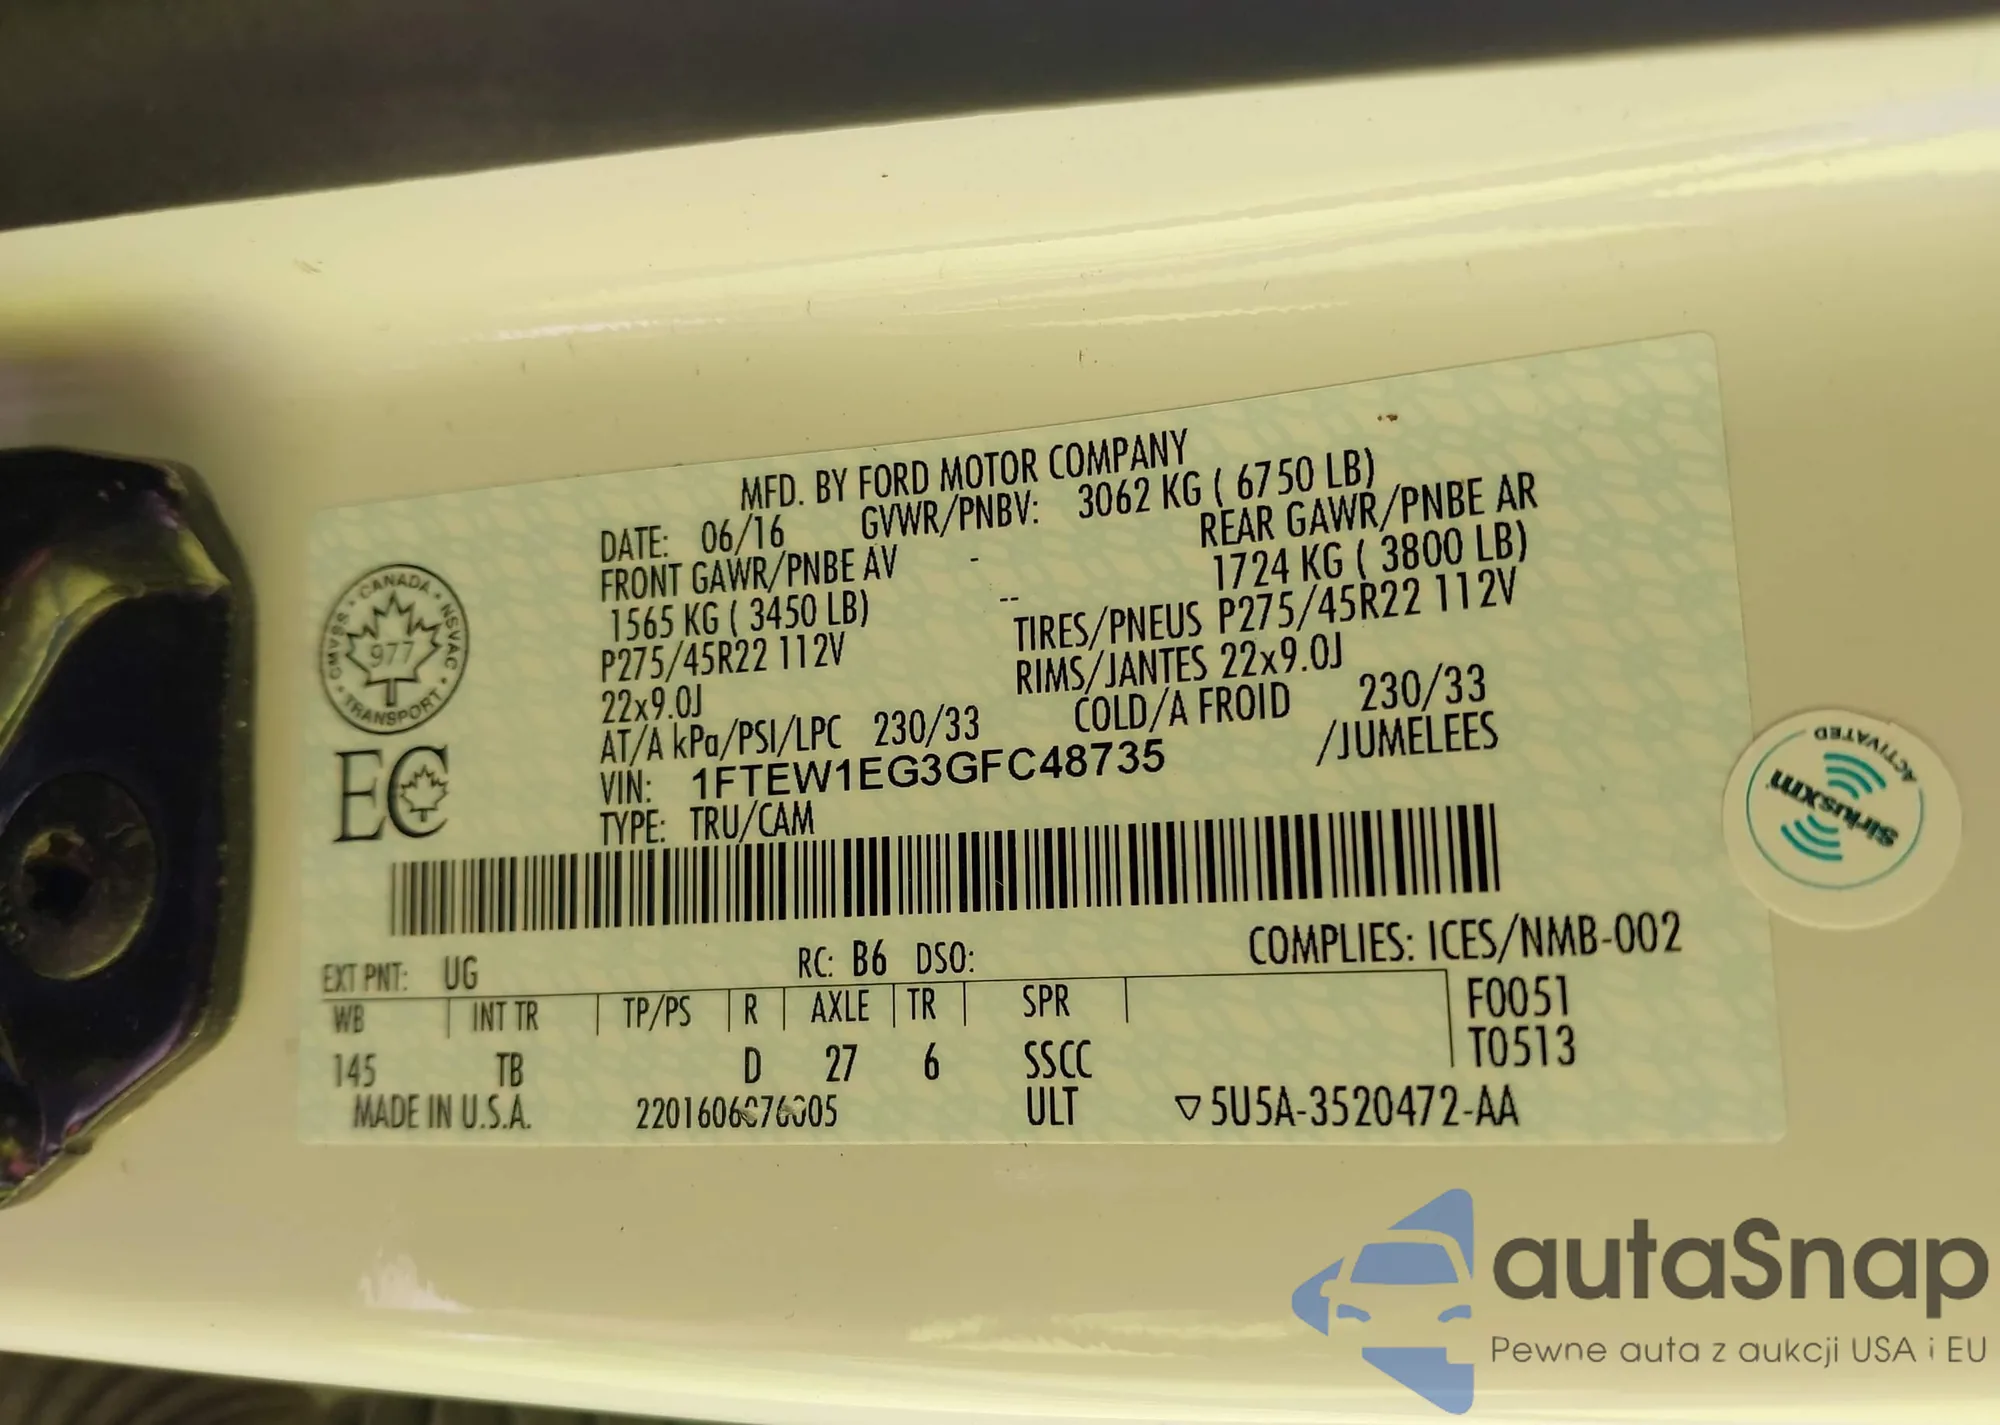 MFD. BY FORD MOTOR COMPANY
DATE: 06/16 GVWR/PNBV: 3062 KG ( 6750 LB)
FRONT GAWR/PNBE AV - REAR GAWR/PNBE AR
1565 KG ( 3450 LB) -- 1724 KG ( 3800 LB)
P275/45R22 112V TIRES/PNEUS P275/45R22 112V
22x9.0J RIMS/JANTES 22x9.0J
AT/A kPa/PSI/LPC 230/33 COLD/A FROID 230/33
VIN: 1FTEW1EG3GFC48735 /JUMELEES
TYPE: TRU/CAM
CANADA
NSVAC
CMVSS
977
TRANSPORT
EC
ACTIVATED
siriusxm
EXT PNT: UG RC: B6 DSO: COMPLIES: ICES/NMB-002
WB INT TR TP/PS R AXLE TR SPR F0051
T0513
145 TB D 27 6 SSCC
MADE IN U.S.A. ULT ▽5U5A-3520472-AA
autaSnap
Pewne auta z aukcji USA i EU